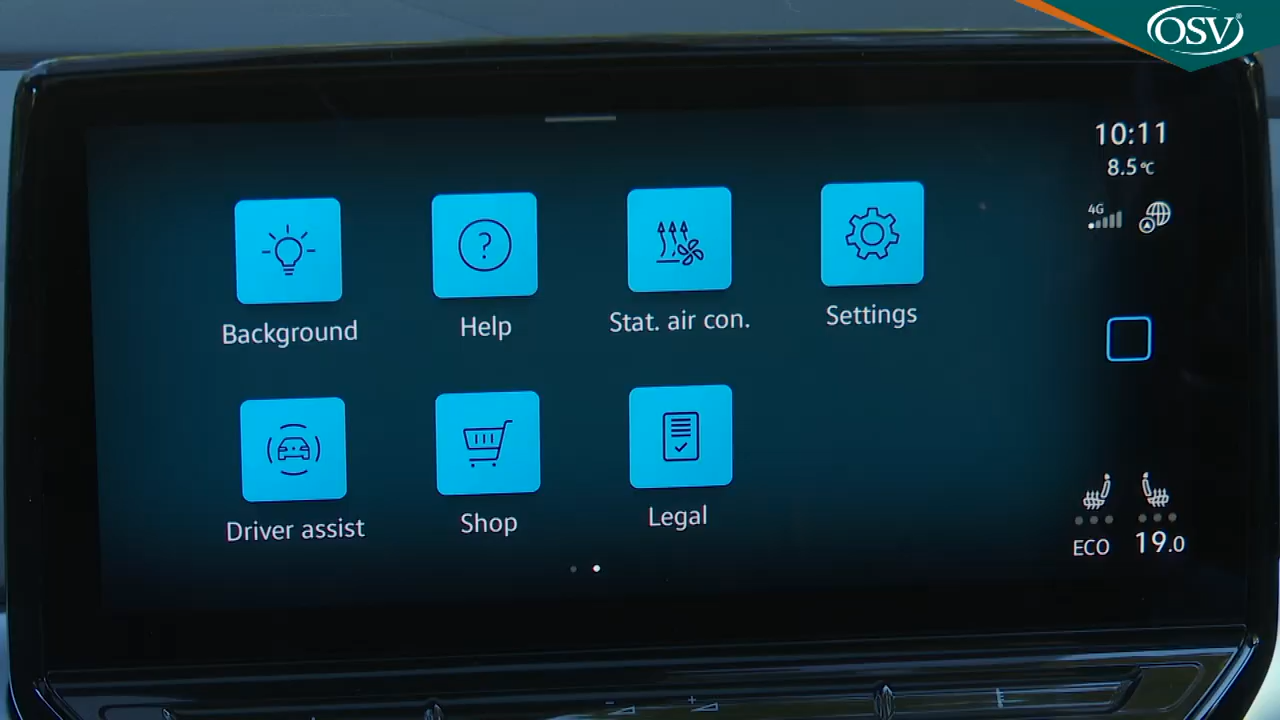 OSV
10:11
8.5°C
4G
Background
Help
Stat. air con.
Settings
Driver assist
Shop
Legal
ECO
19.0